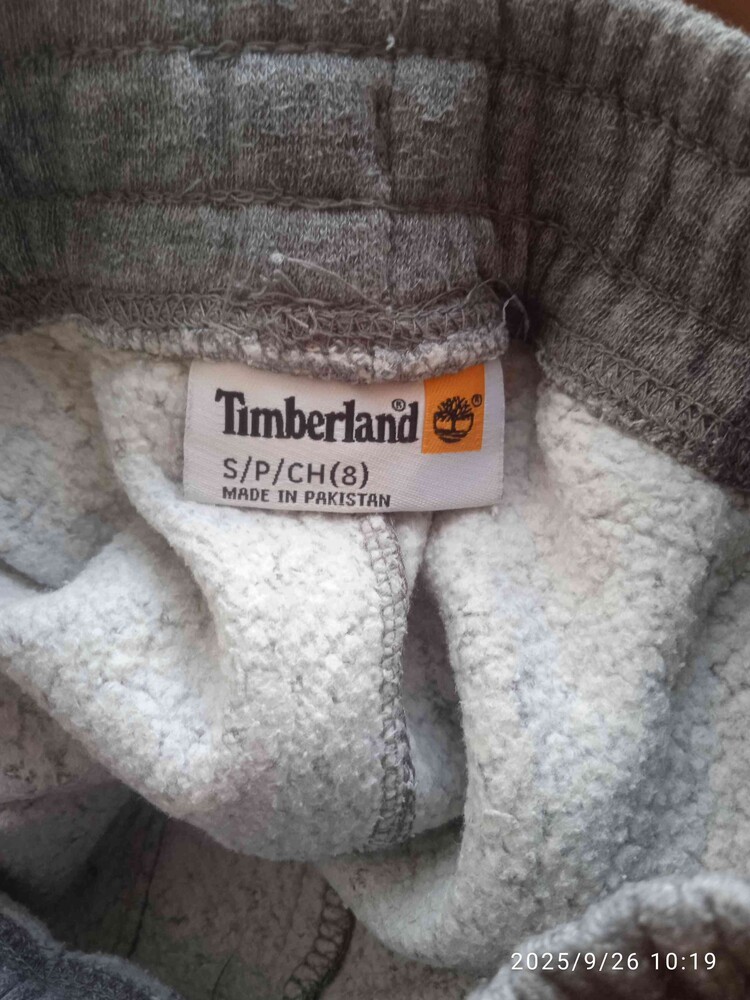 Timberland® ®
S/P/CH(8)
MADE IN PAKISTAN
2025/9/26 10:19